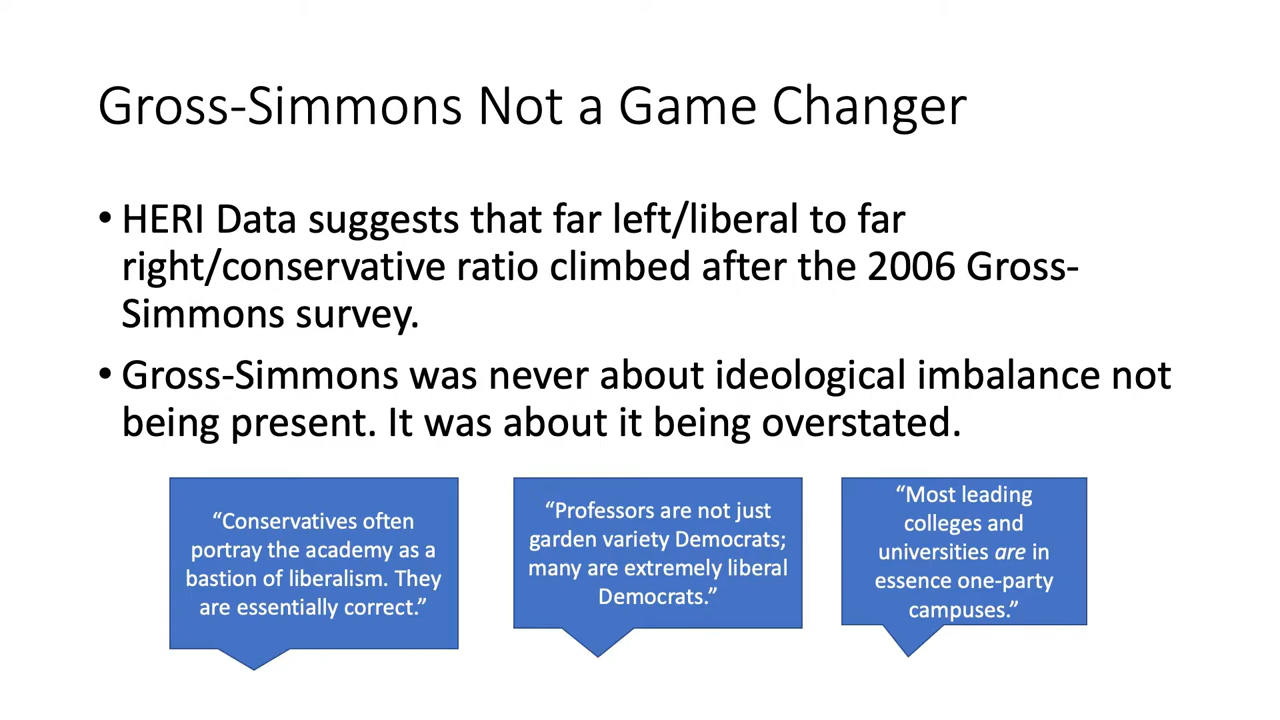 Gross-Simmons Not a Game Changer
• HERI Data suggests that far left/liberal to far
right/conservative ratio climbed after the 2006 Gross-
Simmons survey.
• Gross-Simmons was never about ideological imbalance not
being present. It was about it being overstated.
“Conservatives often
portray the academy as a
bastion of liberalism. They
are essentially correct.”
“Professors are not just
garden variety Democrats;
many are extremely liberal
Democrats.”
“Most leading
colleges and
universities are in
essence one-party
campuses.”